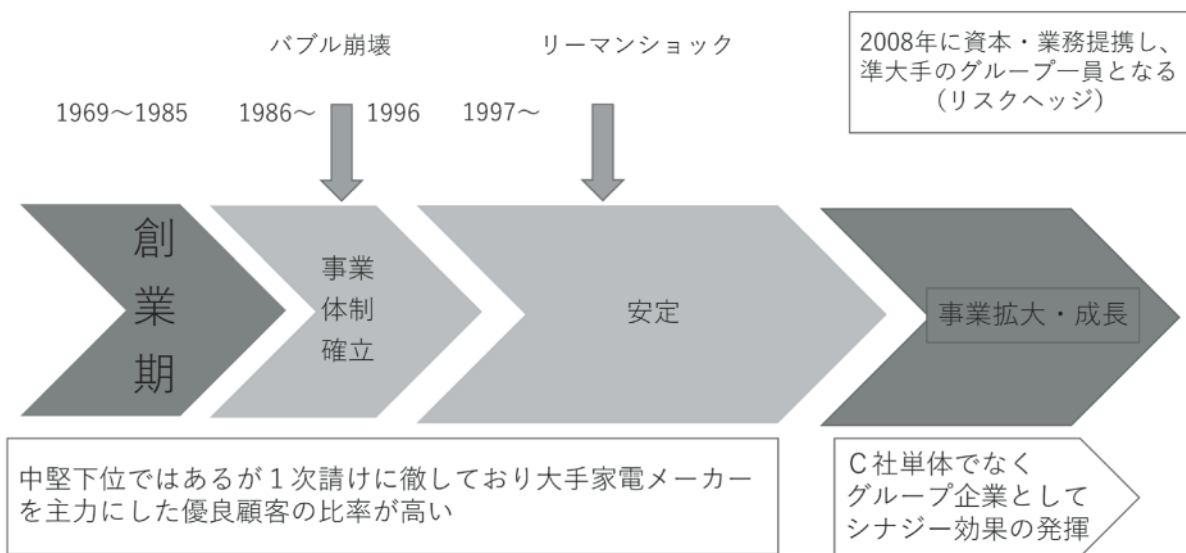 バブル崩壊
リーマンショック
2008年に資本・業務提携し、
準大手のグループ一員となる
（リスクヘッジ）
1969〜1985
1986〜
1996
1997〜
創業期
事業
体制
確立
安定
事業拡大・成長
中堅下位ではあるが１次請けに徹しており大手家電メーカー
を主力にした優良顧客の比率が高い
Ｃ社単体でなく
グループ企業として
シナジー効果の発揮